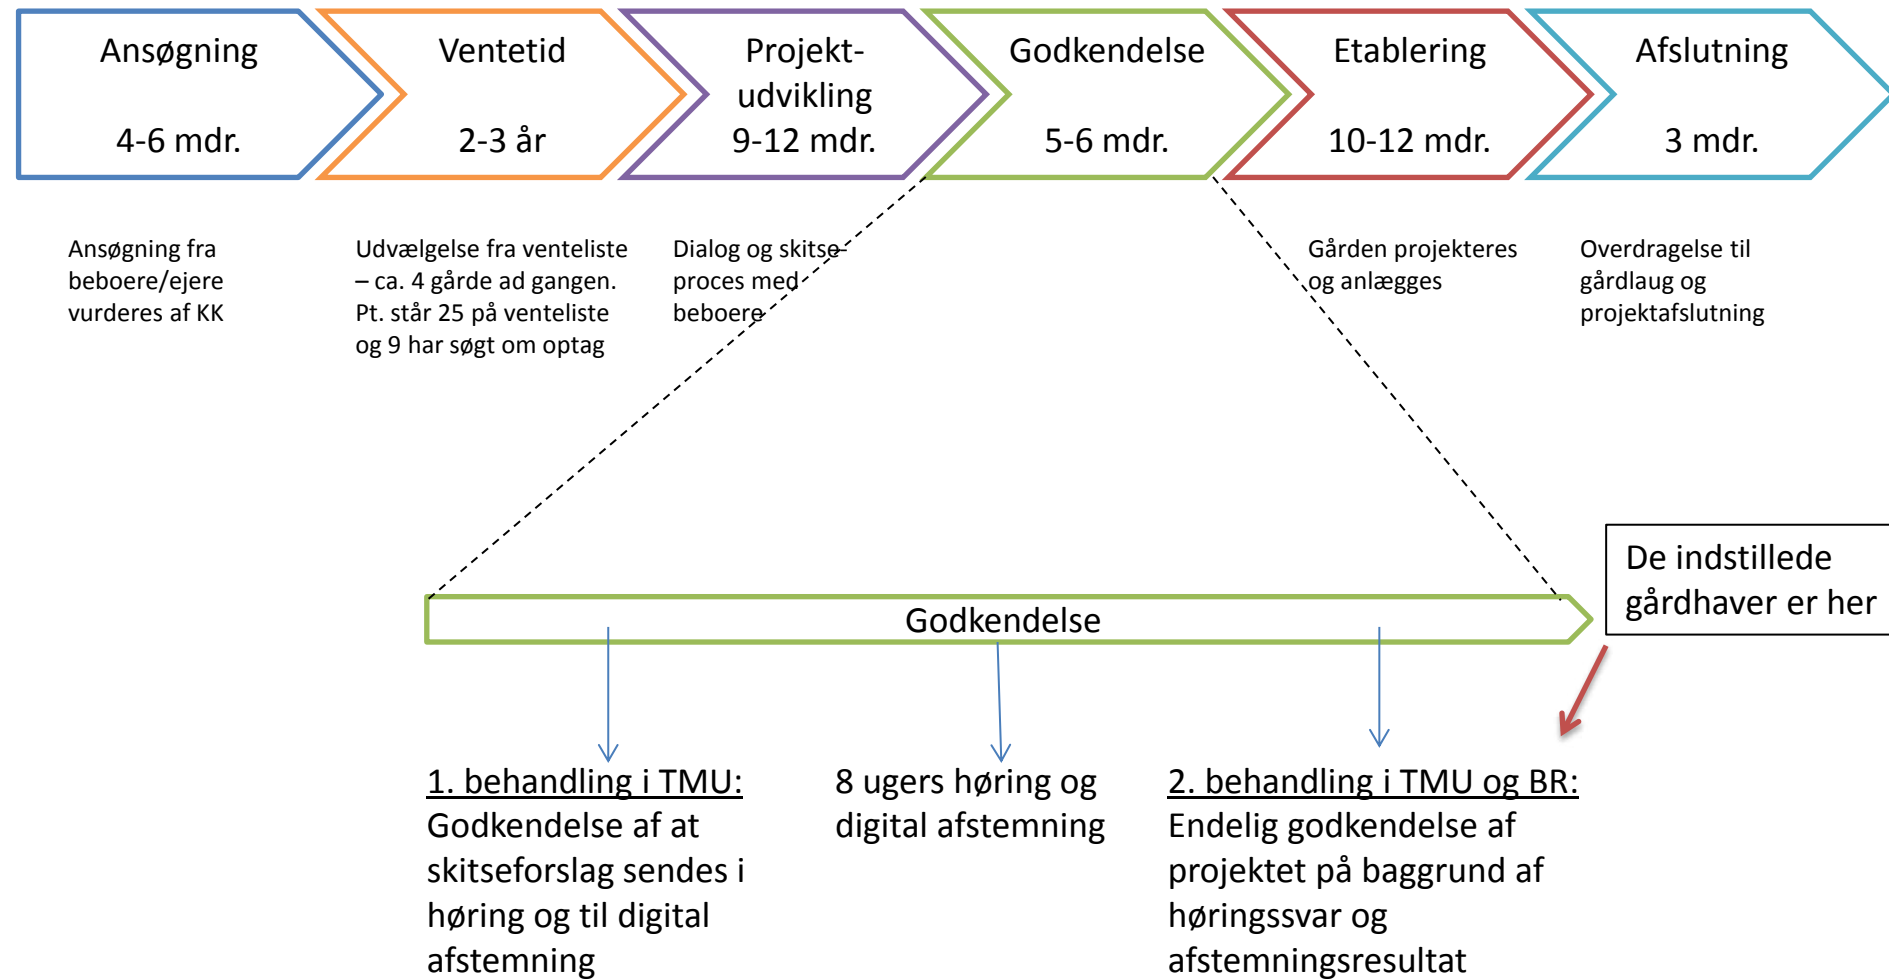 Ansøgning
4-6 mdr.
Ventetid
2-3 år
Projekt-
udvikling
9-12 mdr.
Godkendelse
5-6 mdr.
Etablering
10-12 mdr.
Afslutning
3 mdr.
Ansøgning fra
beboere/ejere
vurderes af KK
Udvælgelse fra venteliste
– ca. 4 gårde ad gangen.
Pt. står 25 på venteliste
og 9 har søgt om optag
Dialog og skitse-
proces med
beboere
Gården projekteres
og anlægges
Overdragelse til
gårdlaug og
projektafslutning
De indstillede
gårdhaver er her
Godkendelse
1. behandling i TMU:
Godkendelse af at
skitseforslag sendes i
høring og til digital
afstemning
8 ugers høring og
digital afstemning
2. behandling i TMU og BR:
Endelig godkendelse af
projektet på baggrund af
høringssvar og
afstemningsresultat